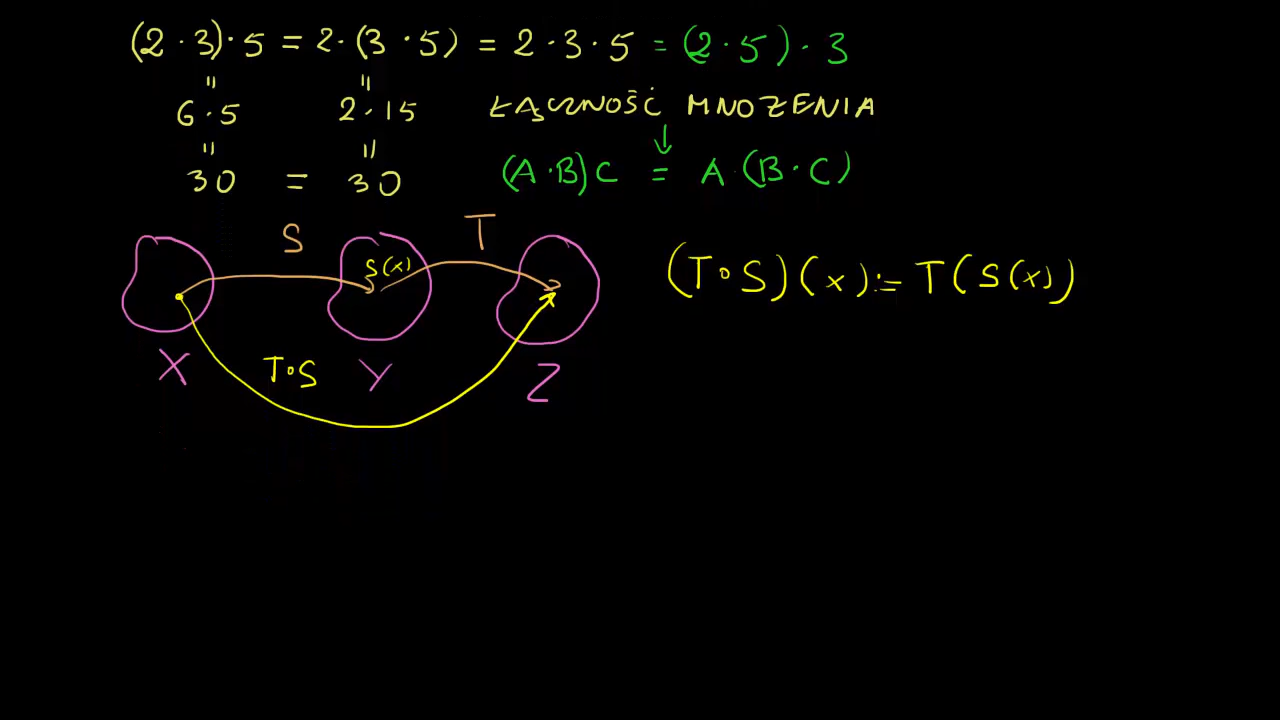 (2 · 3) · 5 = 2 · (3 · 5) = 2 · 3 · 5 = (2 · 5) · 3
" "
6 · 5 2 · 15 ŁĄCZNOŚĆ MNOŻENIA
" " ↓
30 = 30 (A · B)C = A · (B · C)
S T
S(x) (T∘S)(x) := T(S(x))
T∘S
X Y Z